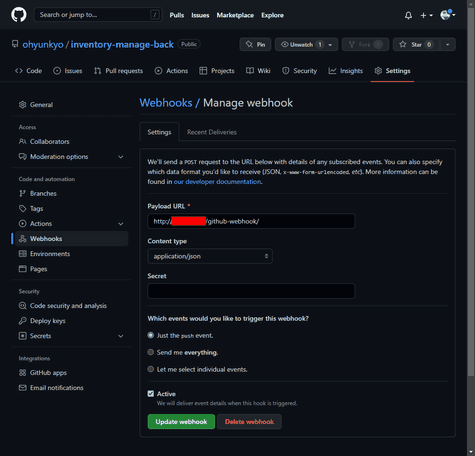 Search or jump to... /
Pulls Issues Marketplace Explore
ohyunkyo / inventory-manage-back Public
Pin Unwatch 1 Fork 0 Star 0
Code Issues Pull requests Actions Projects Wiki Security Insights Settings
General
Access
Collaborators
Moderation options
Code and automation
Branches
Tags
Actions
Webhooks
Environments
Pages
Security
Code security and analysis
Deploy keys
Secrets
Integrations
GitHub apps
Email notifications
Webhooks / Manage webhook
Settings Recent Deliveries
We'll send a POST request to the URL below with details of any subscribed events. You can also specify
which data format you'd like to receive (JSON, x-www-form-urlencoded, etc). More information can be
found in our developer documentation.
Payload URL *
http:// /github-webhook/
Content type
application/json
Secret
Which events would you like to trigger this webhook?
Just the push event.
Send me everything.
Let me select individual events.
Active
We will deliver event details when this hook is triggered.
Update webhook Delete webhook